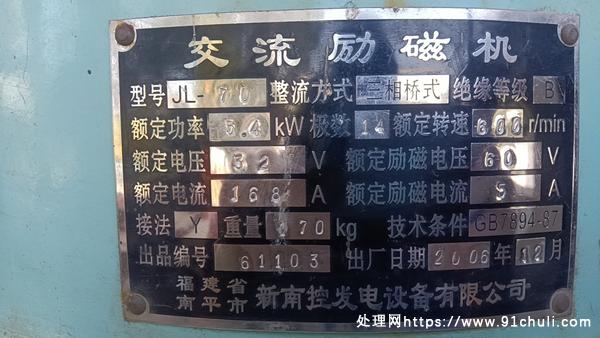 交流励磁机
型号 JL-70 整流方式 三相桥式 绝缘等级 B
额定功率 5.4 kW 极数 14 额定转速 600 r/min
额定电压 32 V 额定励磁电压 60 V
额定电流 168 A 额定励磁电流 5 A
接法 Y 重量 170 kg 技术条件 GB7894-87
出品编号 61103 出厂日期 2006 年 12 月
福建省
南平市 新南控发电设备有限公司
处理网https://www.91chuli.com/